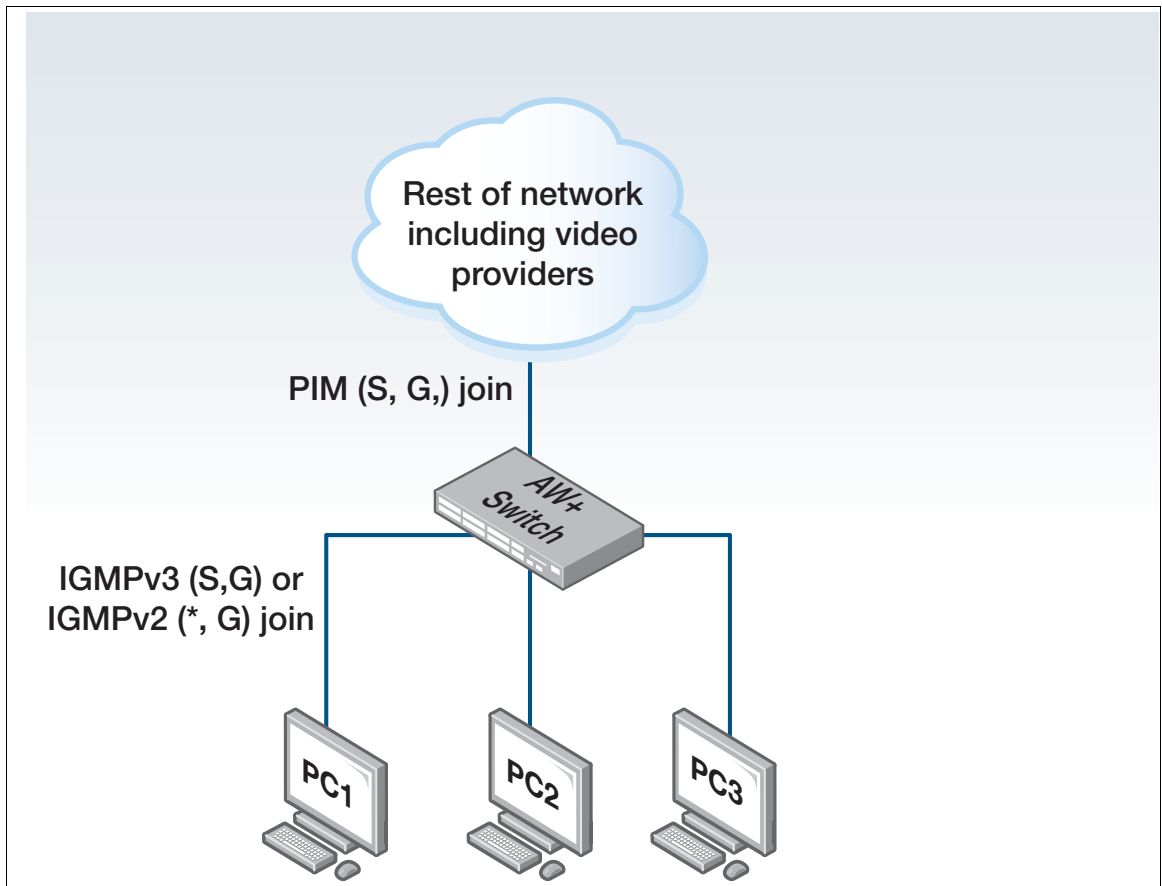 Rest of network
including video
providers
PIM (S, G,) join
AW+
Switch
IGMPv3 (S,G) or
IGMPv2 (*, G) join
PC1
PC2
PC3